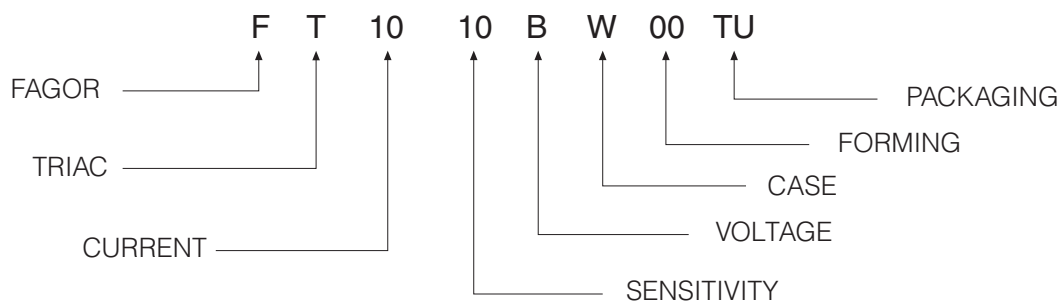 F T 10 10 B W 00 TU
FAGOR
PACKAGING
FORMING
TRIAC
CASE
VOLTAGE
CURRENT
SENSITIVITY